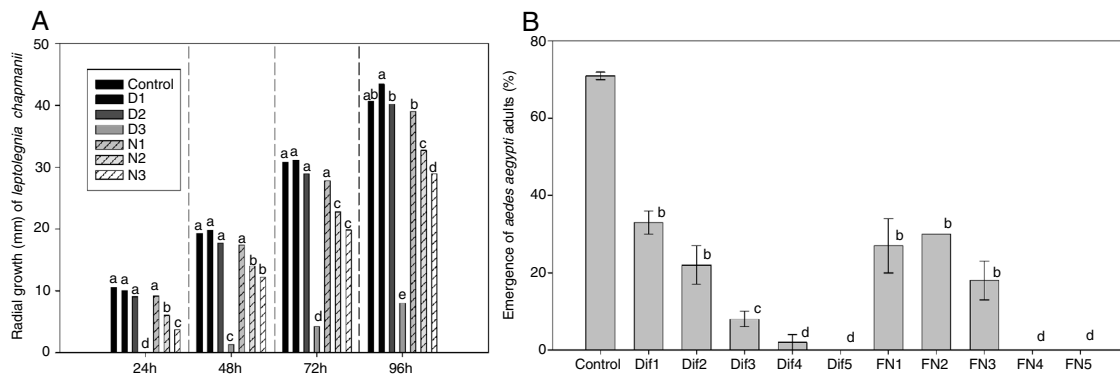 A
Radial growth (mm) of leptolegnia chapmanii
50
40
30
20
10
0
Control
D1
D2
D3
N1
N2
N3
a a a d a b c
a a a c a b b
a a a d a b c
ab a b e b c d
24h 48h 72h 96h
B
Emergence of aedes aegypti adults (%)
80
60
40
20
0
b b c d d b b b d d
Control Dif1 Dif2 Dif3 Dif4 Dif5 FN1 FN2 FN3 FN4 FN5